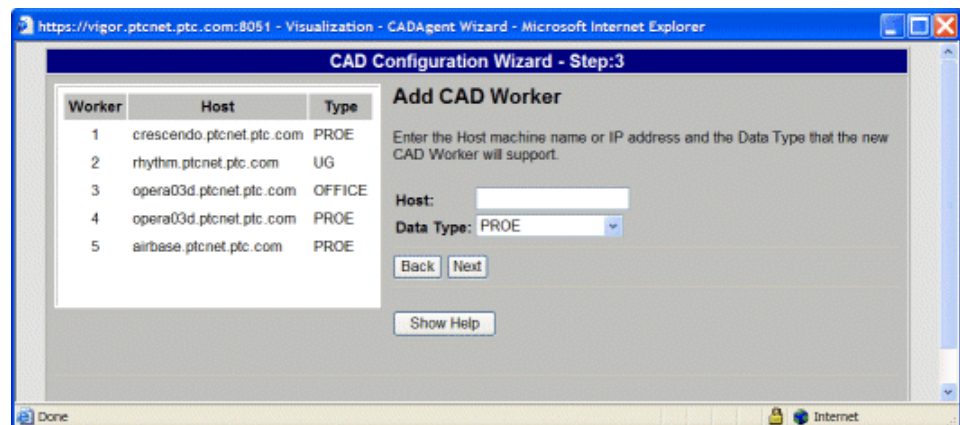 https://vigor.ptcnet.ptc.com:8051 - Visualization - CADAgent Wizard - Microsoft Internet Explorer
CAD Configuration Wizard - Step:3
Worker Host Type
1 crescendo.ptcnet.ptc.com PROE
2 rhythm.ptcnet.ptc.com UG
3 opera03d.ptcnet.ptc.com OFFICE
4 opera03d.ptcnet.ptc.com PROE
5 airbase.ptcnet.ptc.com PROE
Add CAD Worker
Enter the Host machine name or IP address and the Data Type that the new
CAD Worker will support.
Host:
Data Type: PROE
Back Next
Show Help
Done Internet